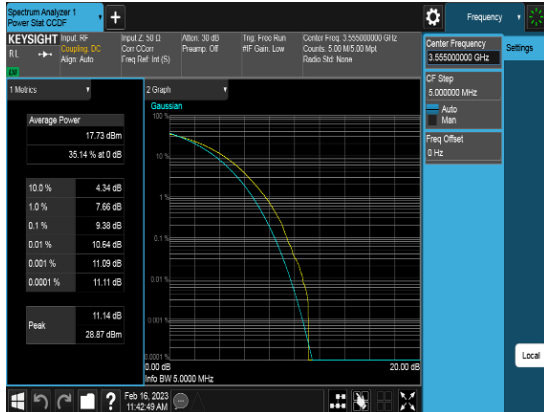 Spectrum Analyzer 1
Power Stat CCDF
Frequency
KEYSIGHT
RL
Input: RF
Coupling: DC
Align: Auto
Input Z: 50 Ω
Corr CCorr
Freq Ref: Int (S)
Atten: 30 dB
Preamp: Off
Trig: Free Run
#IF Gain: Low
Center Freq: 3.555000000 GHz
Counts: 5.00 M/5.00 Mpt
Radio Std: None
Center Frequency
3.555000000 GHz
Settings
CF Step
5.000000 MHz
Auto
Man
Freq Offset
0 Hz
Local
1 Metrics
Average Power
17.73 dBm
35.14 % at 0 dB
10.0 % 4.34 dB
1.0 % 7.66 dB
0.1 % 9.38 dB
0.01 % 10.64 dB
0.001 % 11.09 dB
0.0001 % 11.11 dB
Peak
11.14 dB
28.87 dBm
2 Graph
Gaussian
100 %
10 %
1 %
0.1 %
0.01 %
0.001 %
0.0001 %
0.00 dB
20.00 dB
Info BW 5.0000 MHz
?
Feb 16, 2023
11:42:49 AM